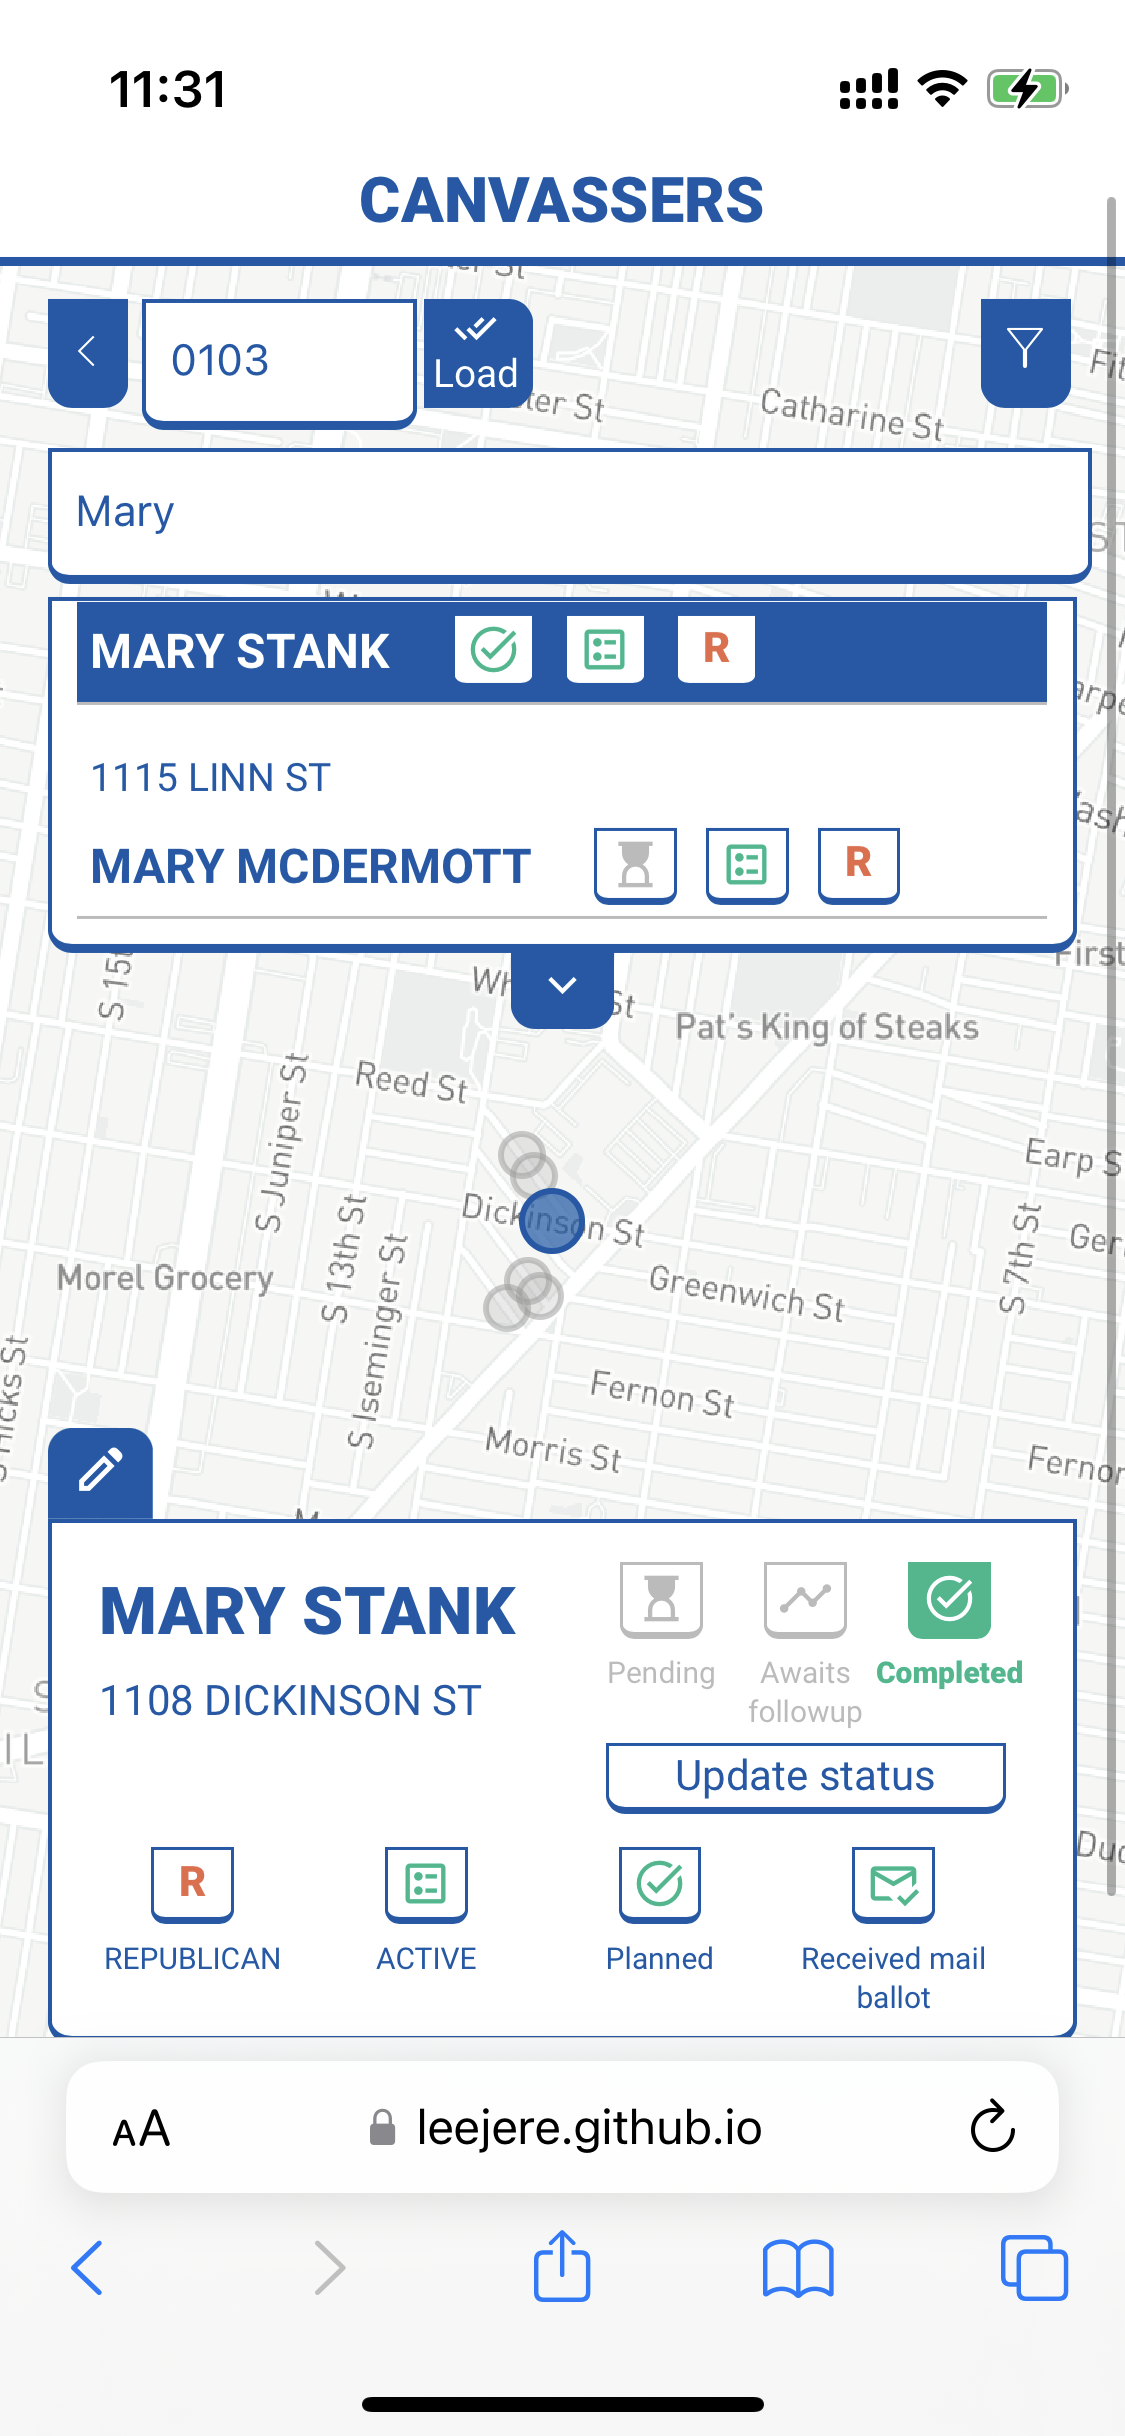 11:31
CANVASSERS
0103
Load
Catharine St
Mary
MARY STANK
R
1115 LINN ST
MARY MCDERMOTT
R
First
St
Pat's King of Steaks
Reed St
S Juniper St
Earp S
Dickinson St
S 13th St
S 7th St
Morel Grocery
Greenwich St
S Iseminger St
Fernon St
Morris St
MARY STANK
1108 DICKINSON ST
Pending
Awaits
followup
Completed
Update status
R
REPUBLICAN
ACTIVE
Planned
Received mail
ballot
AA
leejere.github.io